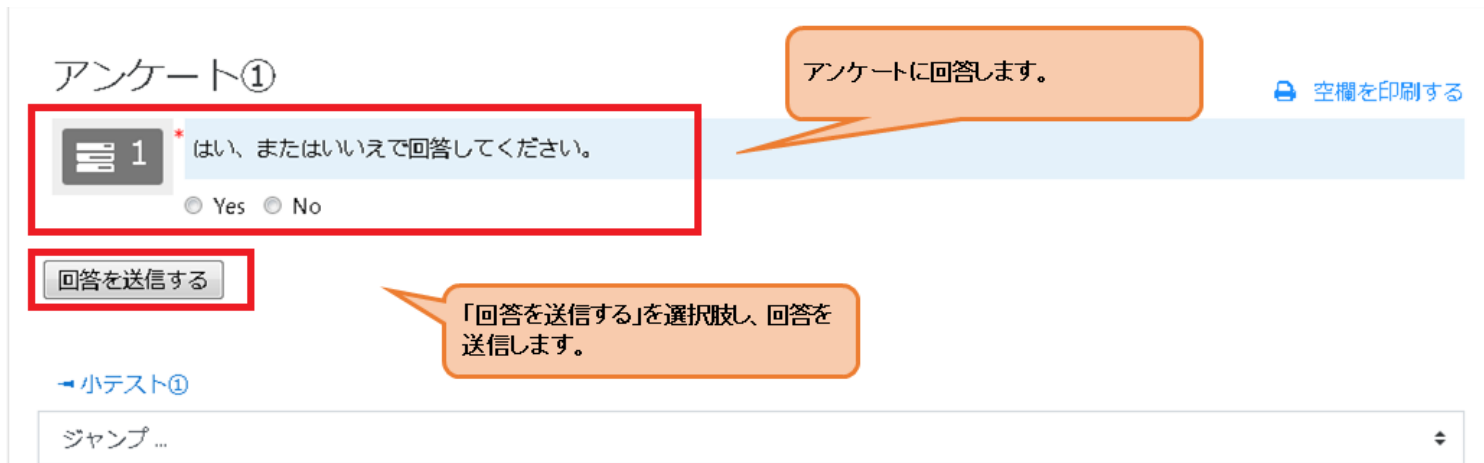 アンケート①
アンケートに回答します。
空欄を印刷する
1
* はい、またはいいえで回答してください。
Yes No
回答を送信する
「回答を送信する」を選択肢し、回答を
送信します。
小テスト①
ジャンプ ...